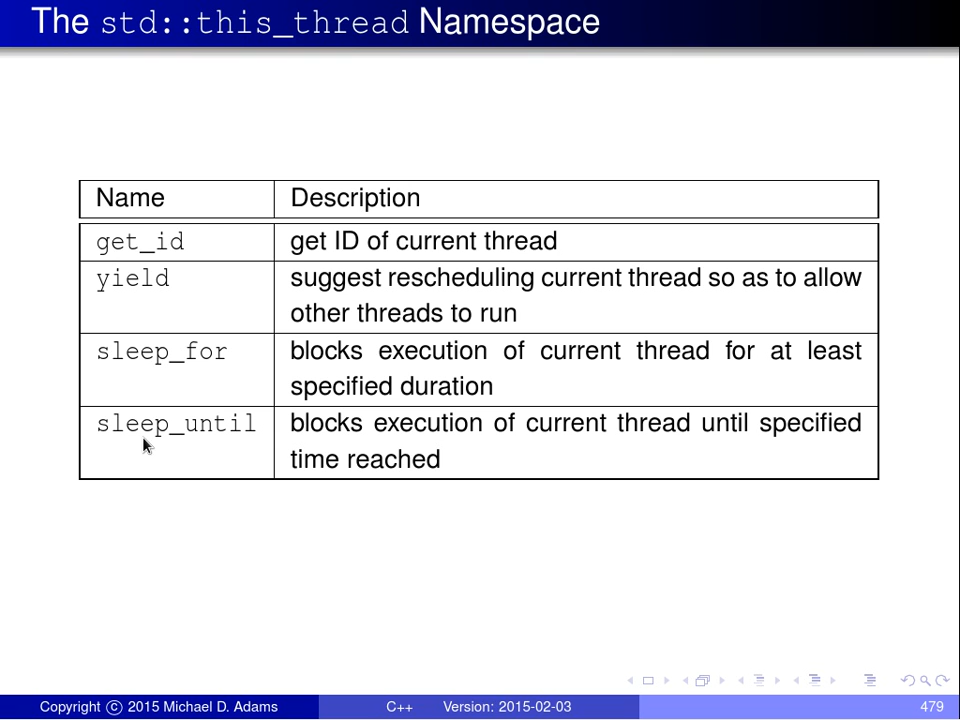 The std::this_thread Namespace
Name Description
get_id get ID of current thread
yield suggest rescheduling current thread so as to allow
other threads to run
sleep_for blocks execution of current thread for at least
specified duration
sleep_until blocks execution of current thread until specified
time reached
Copyright © 2015 Michael D. Adams C++ Version: 2015-02-03 479